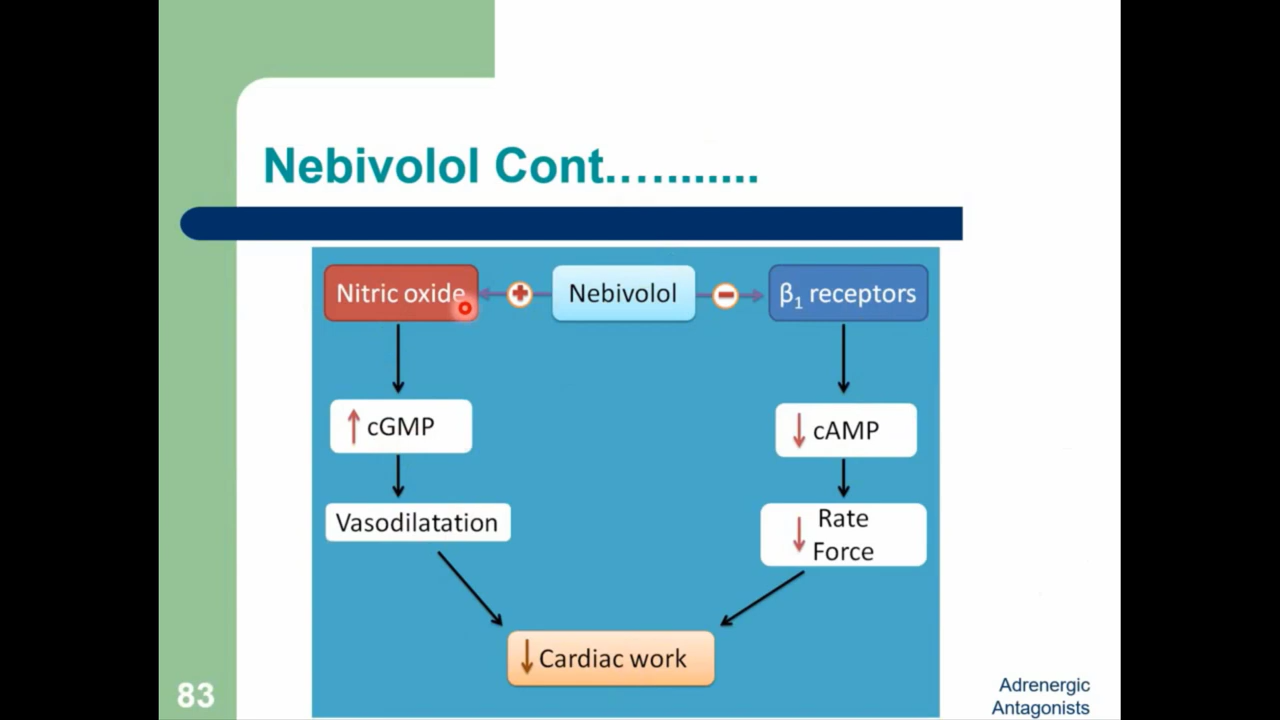 Nebivolol Cont............
Nitric oxide
+
Nebivolol
−
β₁ receptors
↑ cGMP
↓ cAMP
Vasodilatation
↓ Rate
Force
↓ Cardiac work
83
Adrenergic
Antagonists